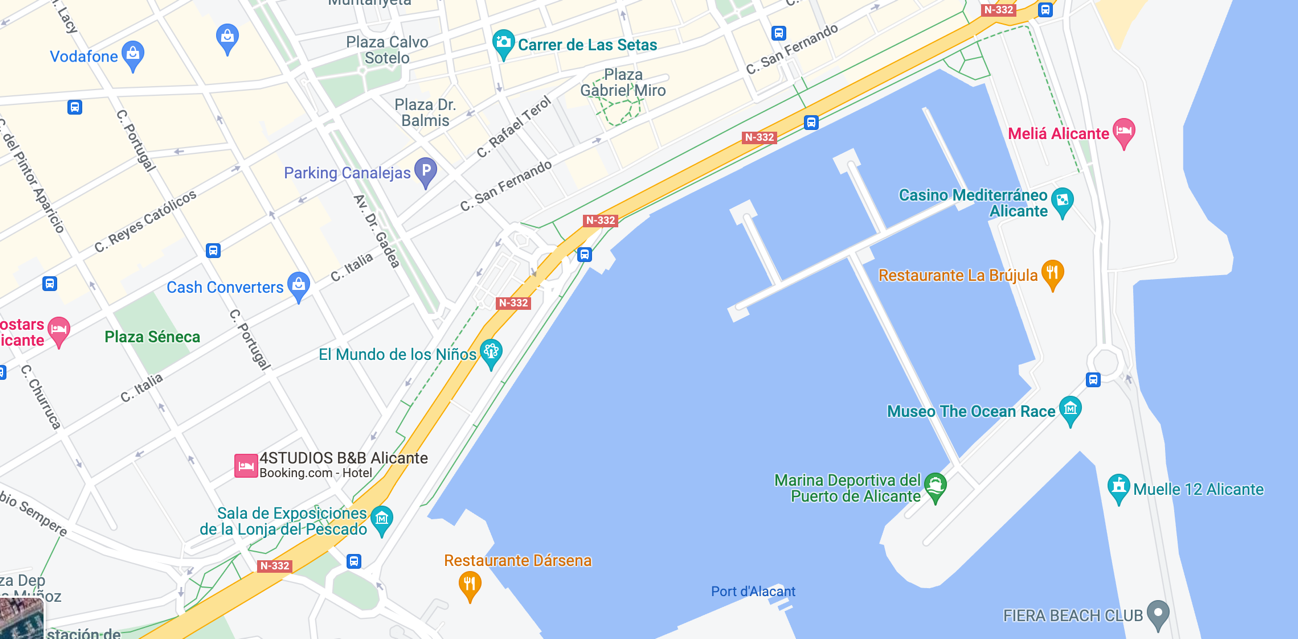 Muntanyeta
Lacy
N-332
Vodafone
Plaza Calvo
Sotelo
Carrer de Las Setas
C. San Fernando
Plaza
Gabriel Miro
Plaza Dr.
Balmis
C. Rafael Terol
C. Portugal
C. del Pintor Aparicio
N-332
Meliá Alicante
Parking Canalejas
P
C. San Fernando
Casino Mediterráneo
Alicante
C. Reyes Católicos
Av. Dr. Gadea
N-332
C. Italia
Restaurante La Brújula
Cash Converters
N-332
ostars
icante
Plaza Séneca
C. Portugal
El Mundo de los Niños
C. Italia
C. Churruca
Museo The Ocean Race
4STUDIOS B&B Alicante
Booking.com - Hotel
Marina Deportiva del
Puerto de Alicante
Muelle 12 Alicante
bio Sempere
Sala de Exposiciones
de la Lonja del Pescado
N-332
Restaurante Dársena
za Dep
Muñoz
Port d'Alacant
FIERA BEACH CLUB
stación de